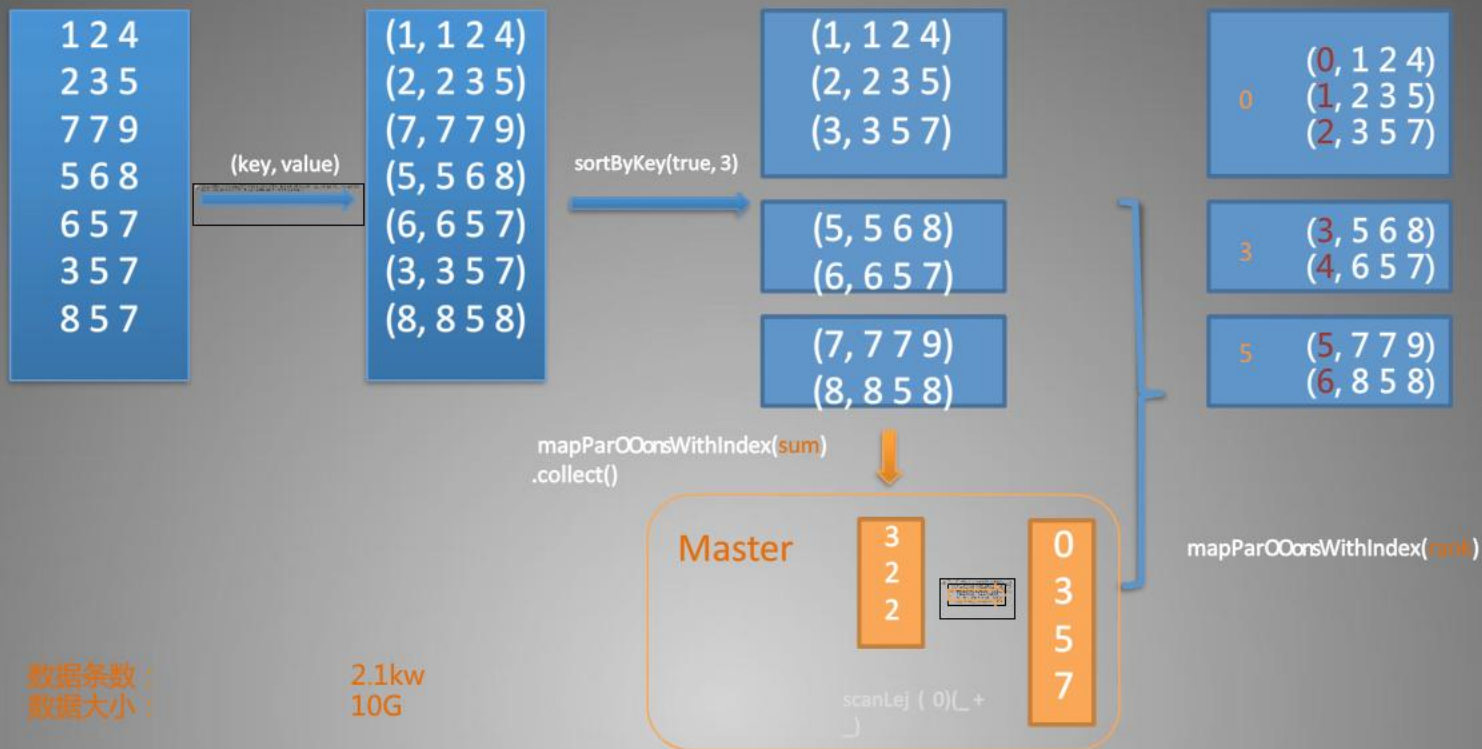 1 2 4
2 3 5
7 7 9
5 6 8
6 5 7
3 5 7
8 5 7
(key, value)
(1, 1 2 4)
(2, 2 3 5)
(7, 7 7 9)
(5, 5 6 8)
(6, 6 5 7)
(3, 3 5 7)
(8, 8 5 8)
sortByKey(true, 3)
(1, 1 2 4)
(2, 2 3 5)
(3, 3 5 7)
(5, 5 6 8)
(6, 6 5 7)
(7, 7 7 9)
(8, 8 5 8)
0
(0, 1 2 4)
(1, 2 3 5)
(2, 3 5 7)
3
(3, 5 6 8)
(4, 6 5 7)
5
(5, 7 7 9)
(6, 8 5 8)
mapParOOonsWithIndex(sum)
.collect()
Master
3
2
2
0
3
5
7
scanLej ( 0)(_ +
_)
mapParOOonsWithIndex(rank)
数据条数： 2.1kw
数据大小： 10G